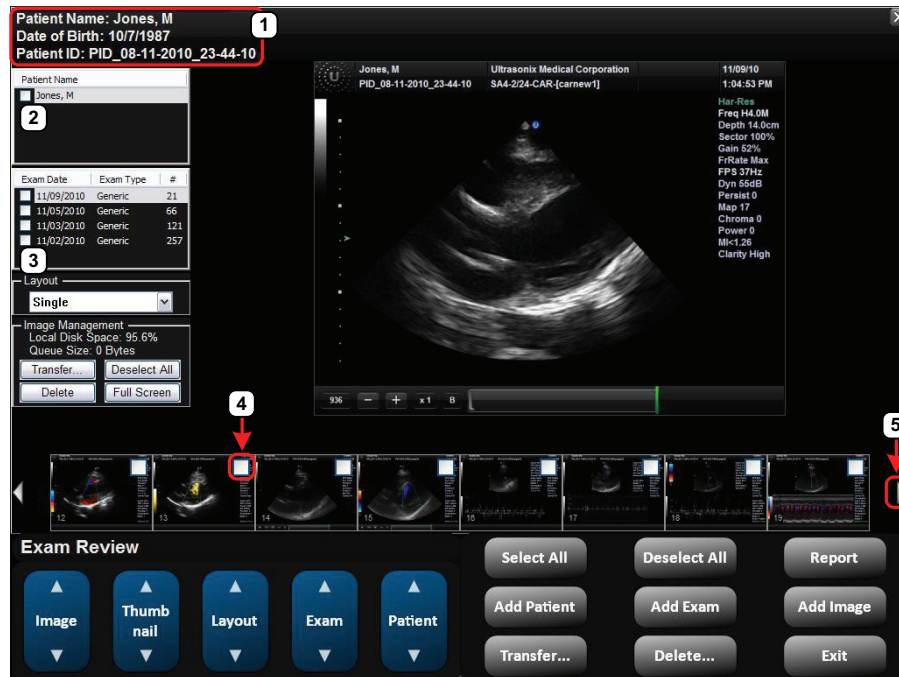 Patient Name: Jones, M
Date of Birth: 10/7/1987
Patient ID: PID_08-11-2010_23-44-10
1
Patient Name
Jones, M
2
Exam Date Exam Type #
11/09/2010 Generic 21
11/05/2010 Generic 66
11/03/2010 Generic 121
11/02/2010 Generic 257
3
Layout
Single
Image Management
Local Disk Space: 95.6%
Queue Size: 0 Bytes
Transfer... Deselect All
Delete Full Screen
U
Jones, M Ultrasonix Medical Corporation 11/09/10
PID_08-11-2010_23-44-10 SA4-2/24-CAR-[carnew1] 1:04:53 PM
Har-Res
Freq H4.0M
Depth 14.0cm
Sector 100%
Gain 52%
FrRate Max
FPS 37Hz
Dyn 55dB
Persist 0
Map 17
Chroma 0
Power 0
MI<1.26
Clarity High
936 − + x 1 B
4
5
12 13 14 15 16 17 18 19
Exam Review
Image
Thumb
nail
Layout
Exam
Patient
Select All Deselect All Report
Add Patient Add Exam Add Image
Transfer... Delete... Exit